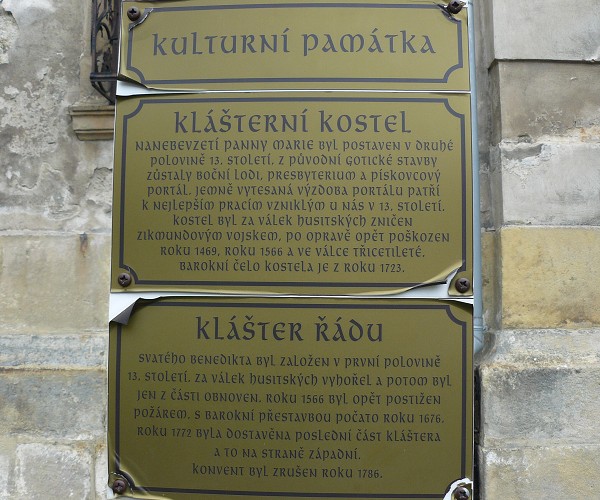 KULTURNÍ PAMÁTKA
KLÁŠTERNÍ KOSTEL
NANEBEVZETÍ PANNY MARIE BYL POSTAVEN V DRUHÉ
POLOVINĚ 13. STOLETÍ. Z PŮVODNÍ GOTICKÉ STAVBY
ZŮSTALY BOČNÍ LODI, PRESBYTERIUM A PÍSKOVCOVÝ
PORTÁL. JEMNĚ VYTESANÁ VÝZDOBA PORTÁLU PATŘÍ
K NEJLEPŠÍM PRACÍM VZNIKLÝM U NÁS V 13. STOLETÍ.
KOSTEL BYL ZA VÁLEK HUSITSKÝCH ZNIČEN
ZIKMUNDOVÝM VOJSKEM, PO OPRAVĚ OPĚT POŠKOZEN
ROKU 1469, ROKU 1566 A VE VÁLCE TŘICETILETÉ.
BAROKNÍ ČELO KOSTELA JE Z ROKU 1723.
KLÁŠTER ŘÁDU
SVATÉHO BENEDIKTA BYL ZALOŽEN V PRVNÍ POLOVINĚ
13. STOLETÍ. ZA VÁLEK HUSITSKÝCH VYHOŘEL A POTOM BYL
JEN Z ČÁSTI OBNOVEN. ROKU 1566 BYL OPĚT POSTIŽEN
POŽÁREM. S BAROKNÍ PŘESTAVBOU POČATO ROKU 1676.
ROKU 1772 BYLA DOSTAVĚNA POSLEDNÍ ČÁST KLÁŠTERA
A TO NA STRANĚ ZÁPADNÍ.
KONVENT BYL ZRUŠEN ROKU 1786.